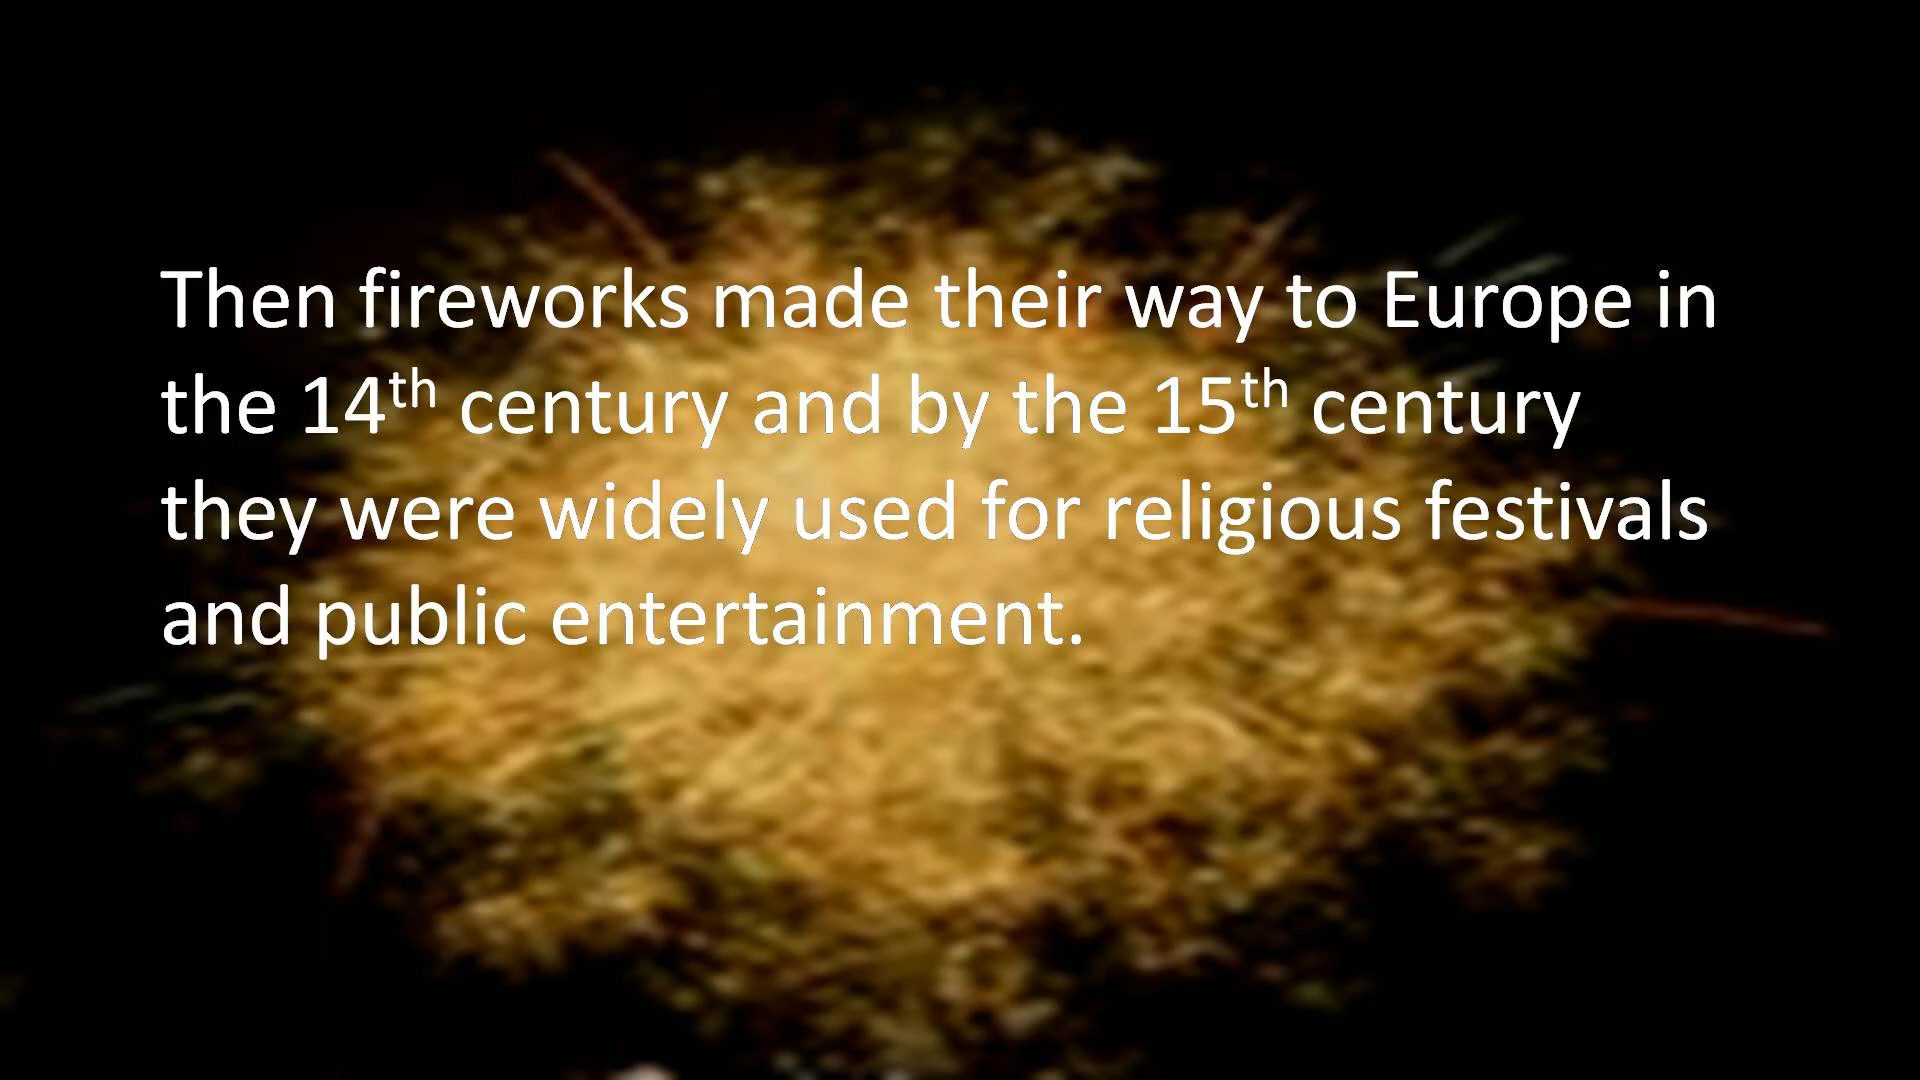 Then fireworks made their way to Europe in
the 14th century and by the 15th century
they were widely used for religious festivals
and public entertainment.